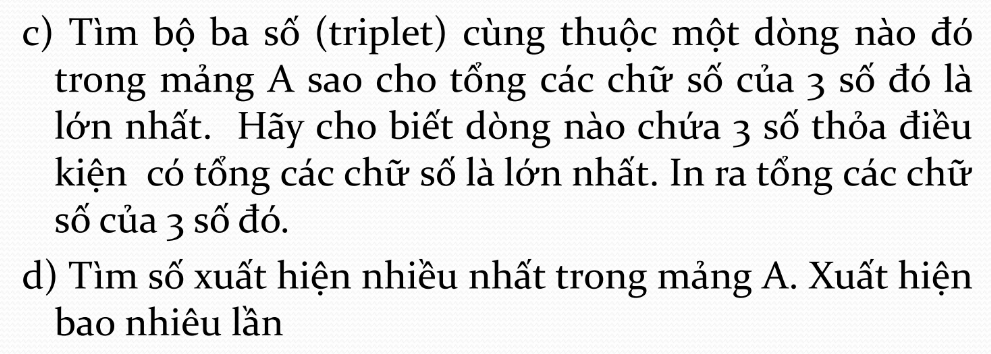 c) Tìm bộ ba số (triplet) cùng thuộc một dòng nào đó
trong mảng A sao cho tổng các chữ số của 3 số đó là
lớn nhất. Hãy cho biết dòng nào chứa 3 số thỏa điều
kiện có tổng các chữ số là lớn nhất. In ra tổng các chữ
số của 3 số đó.
d) Tìm số xuất hiện nhiều nhất trong mảng A. Xuất hiện
bao nhiêu lần